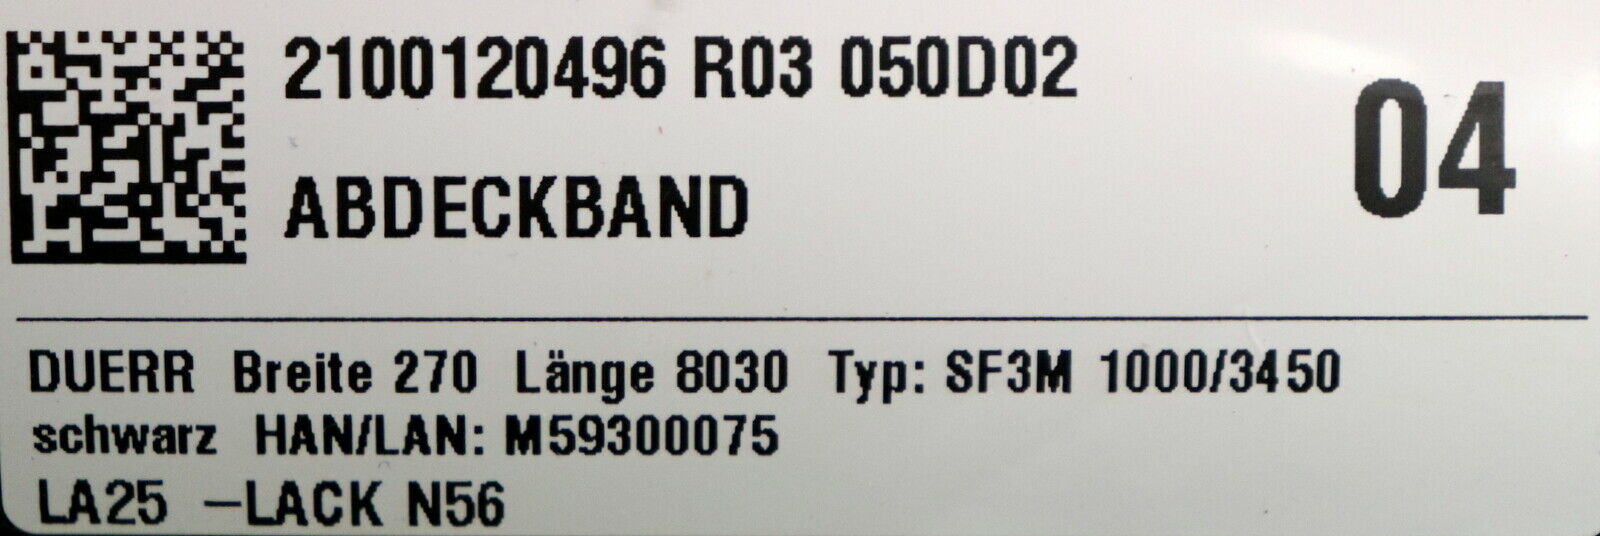 2100120496 R03 050D02
04
ABDECKBAND
DUERR Breite 270 Länge 8030 Typ: SF3M 1000/3450
schwarz HAN/LAN: M59300075
LA25 –LACK N56